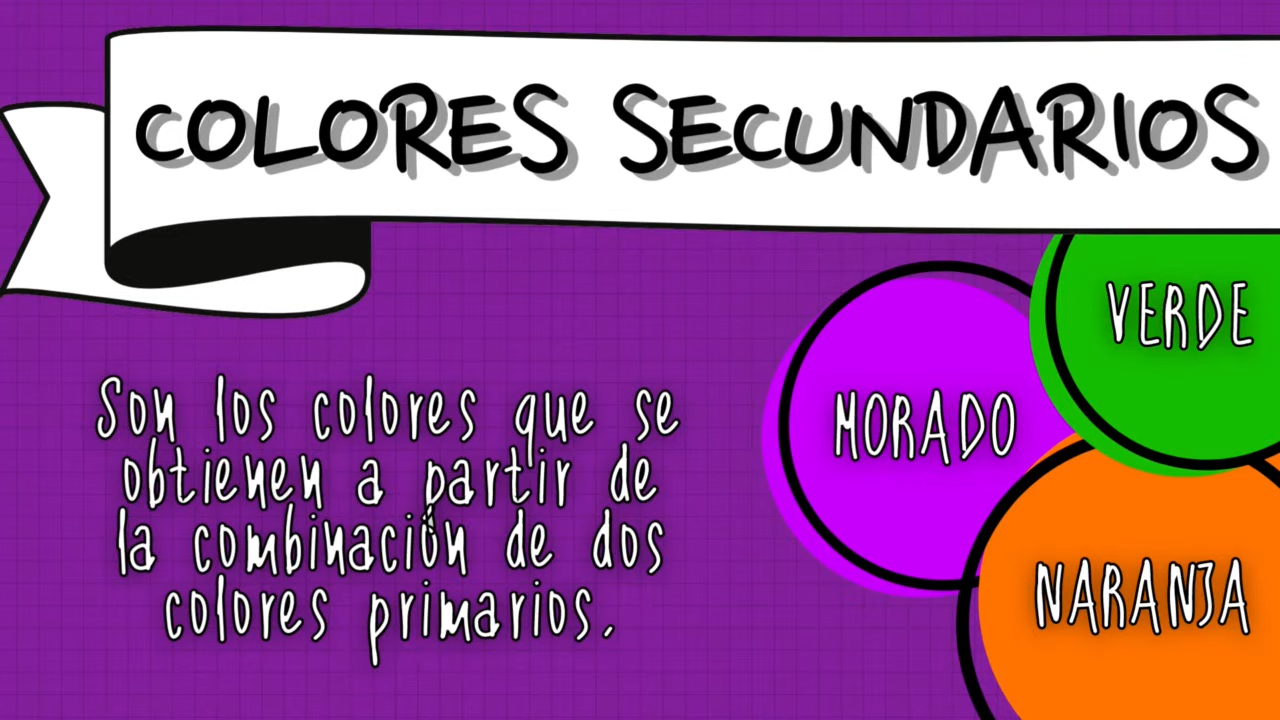 COLORES SECUNDARIOS
Son los colores que se
obtienen a partir de
la combinación de dos
colores primarios.
VERDE
MORADO
NARANJA